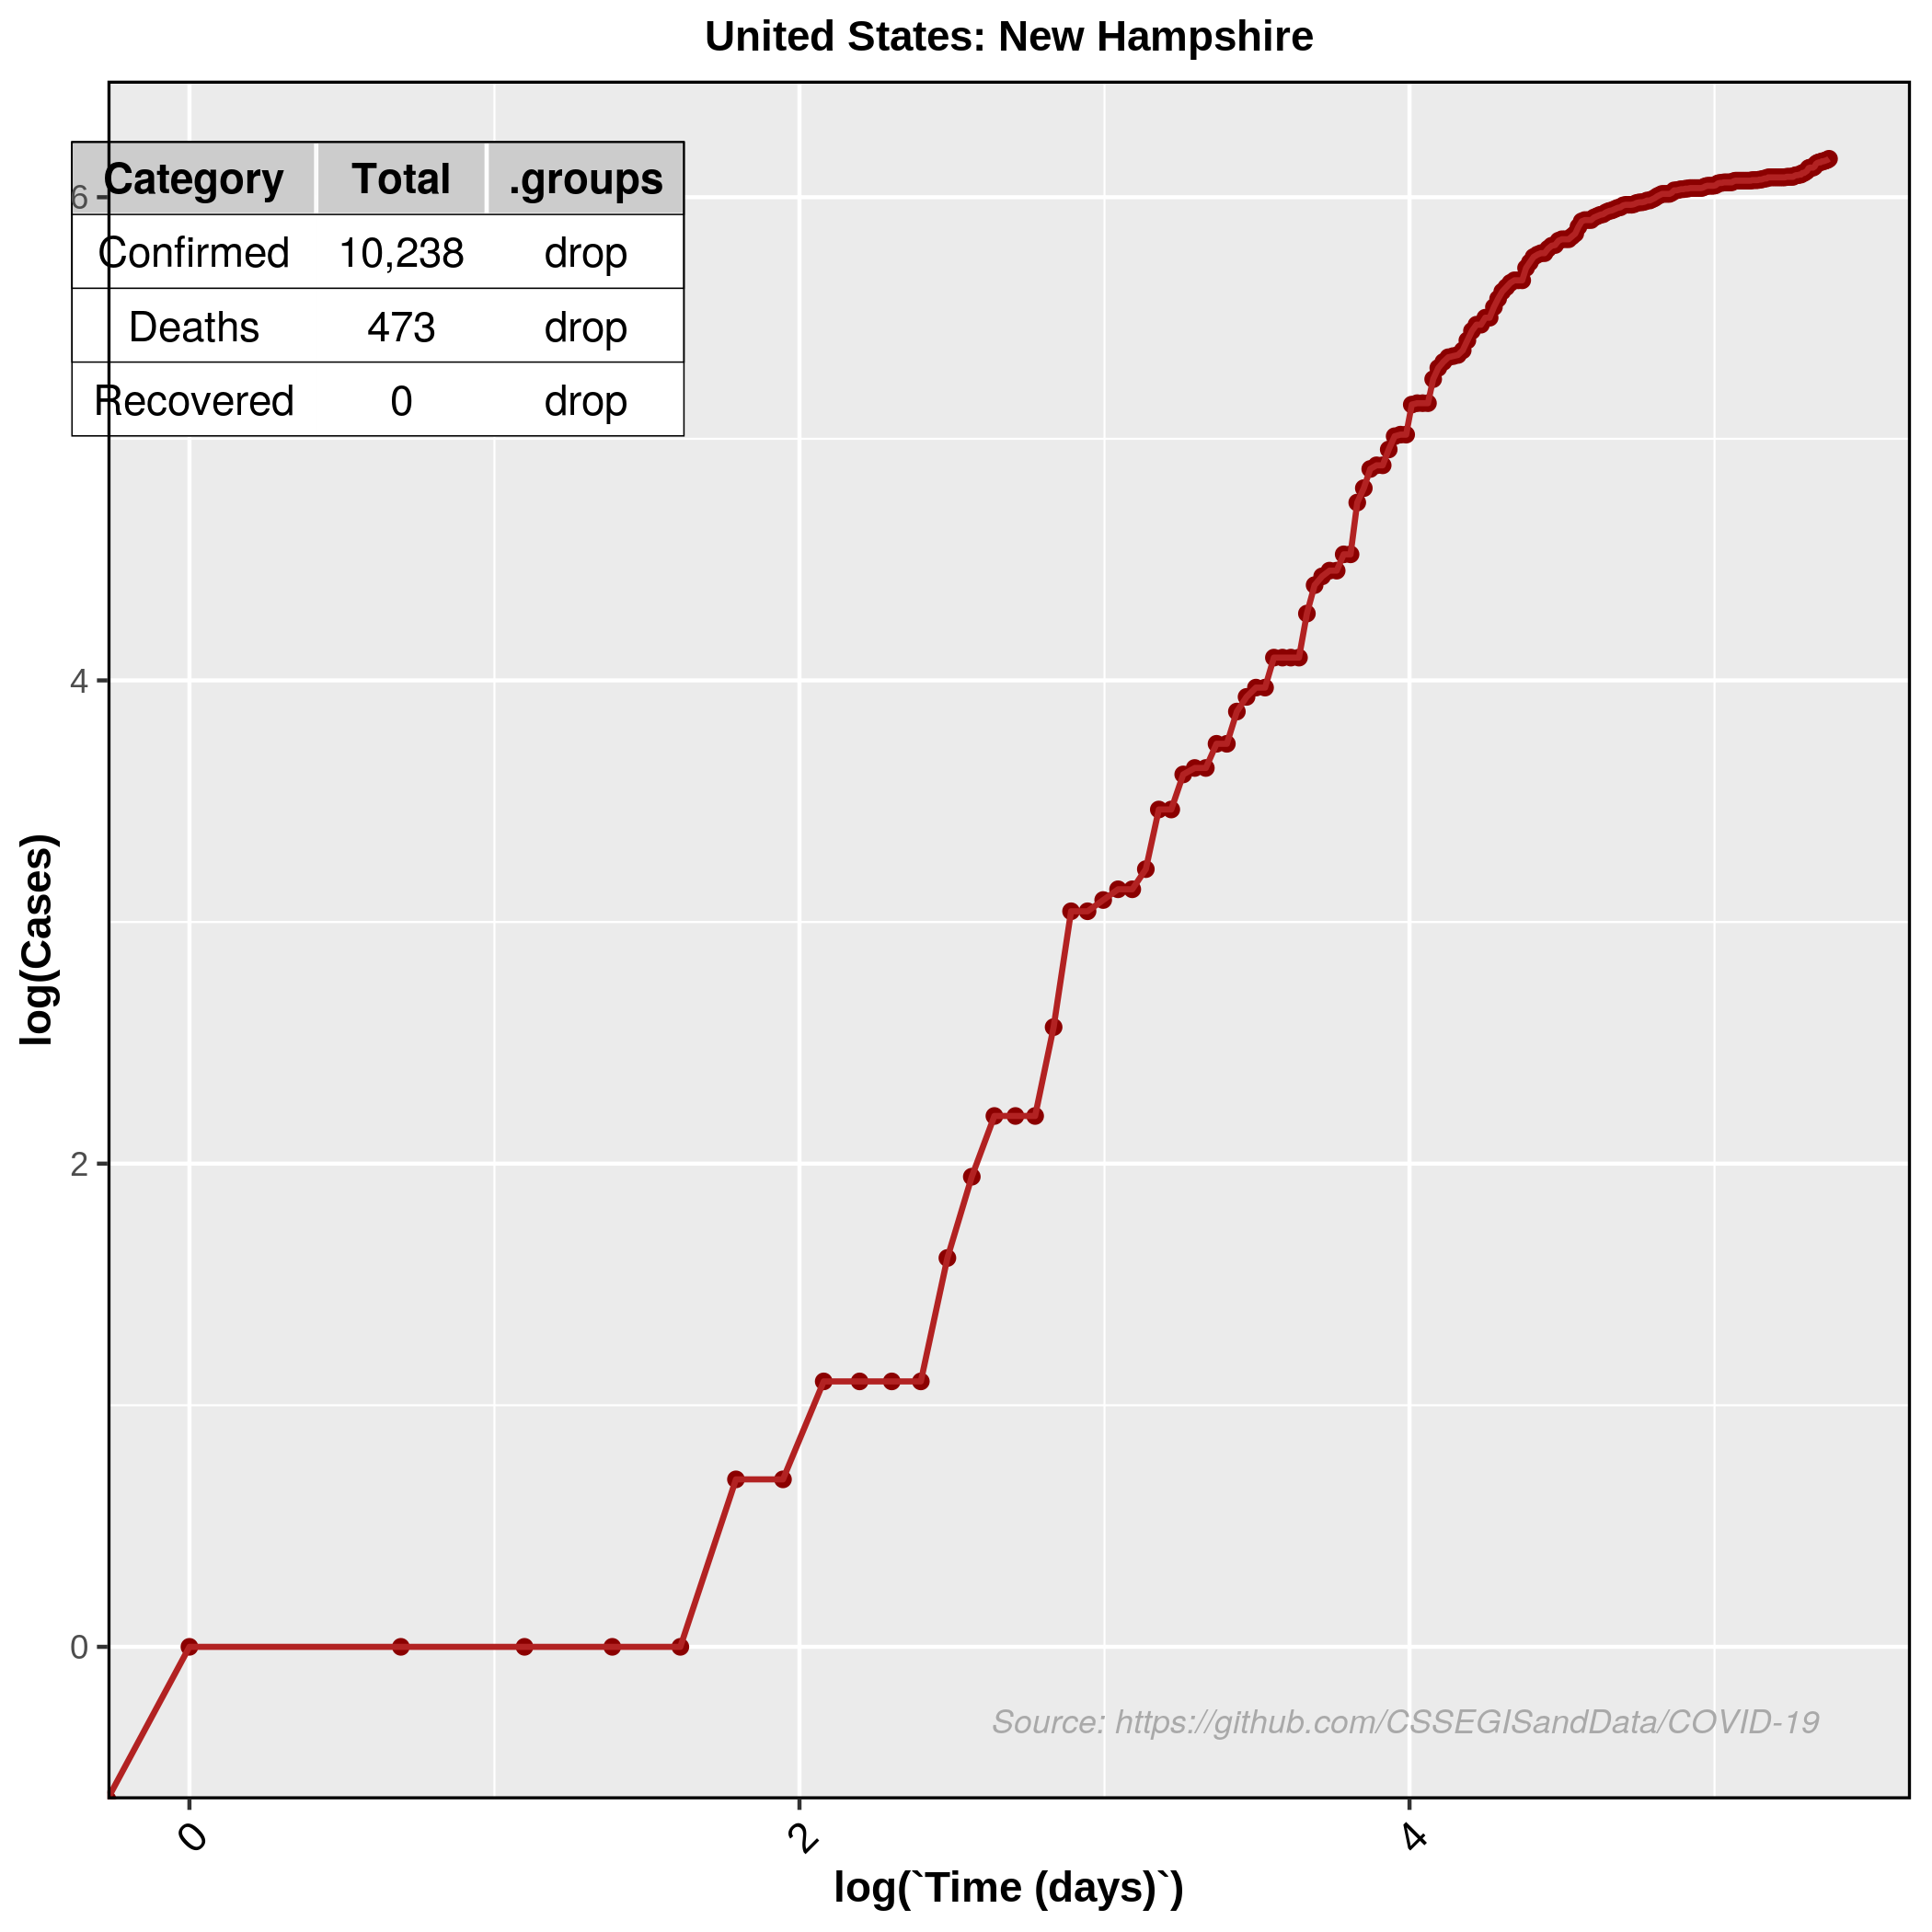 United States: New Hampshire
Category Total .groups
Confirmed 10,238 drop
Deaths 473 drop
Recovered 0 drop
6
4
2
0
log(Cases)
Source: https://github.com/CSSEGISandData/COVID-19
0 2 4
log(`Time (days)`)